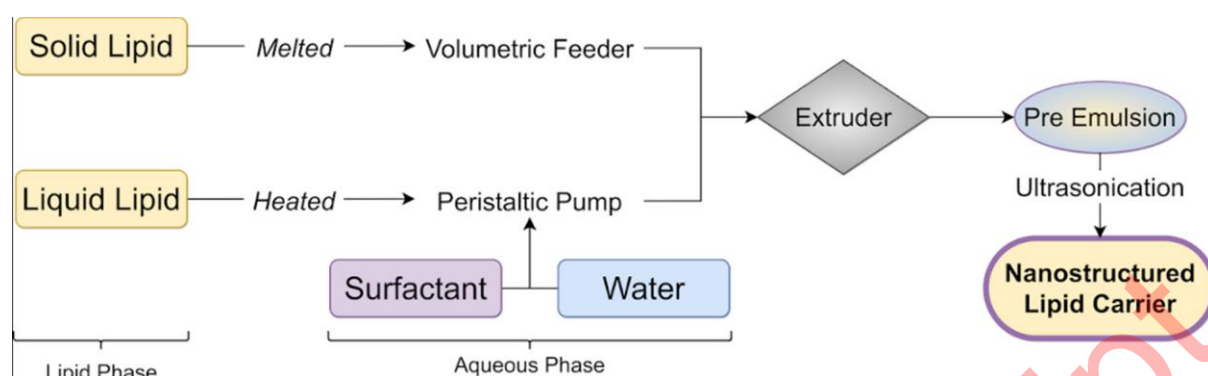 Solid Lipid
Melted
Volumetric Feeder
Extruder
Pre Emulsion
Liquid Lipid
Heated
Peristaltic Pump
Ultrasonication
Surfactant
Water
Nanostructured
Lipid Carrier
Aqueous Phase
Lipid Phase